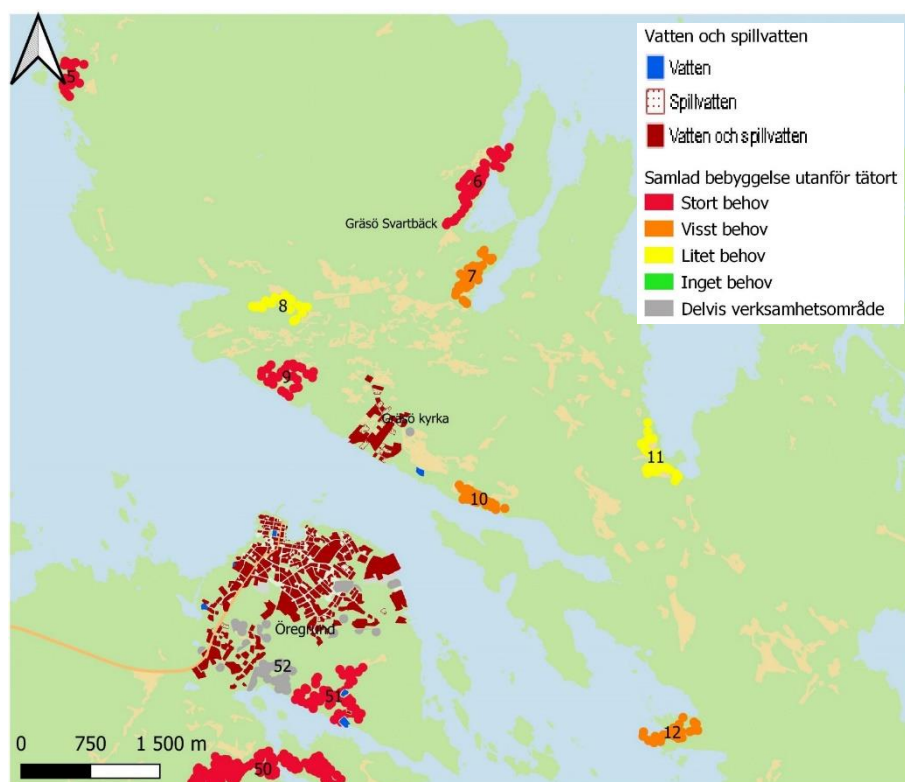 Vatten och spillvatten
Vatten
Spillvatten
Vatten och spillvatten
Samlad bebyggelse utanför tätort
Stort behov
Visst behov
Litet behov
Inget behov
Delvis verksamhetsområde
5
6
Gräsö Svartbäck
7
8
9
Gräsö kyrka
11
10
Öregrund
52
51
12
0 750 1 500 m
50